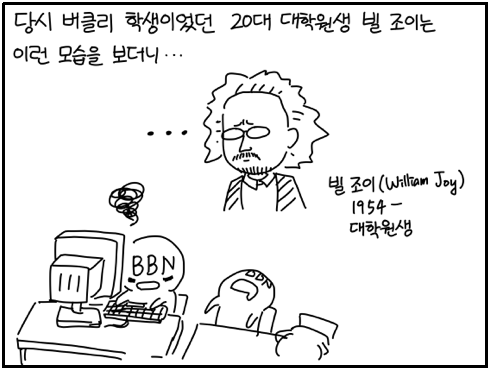 당시 버클리 학생이었던 20대 대학원생 빌 조이는
이런 모습을 보더니...
...
빌 조이(William Joy)
1954 -
대학원생
BBN
BBN